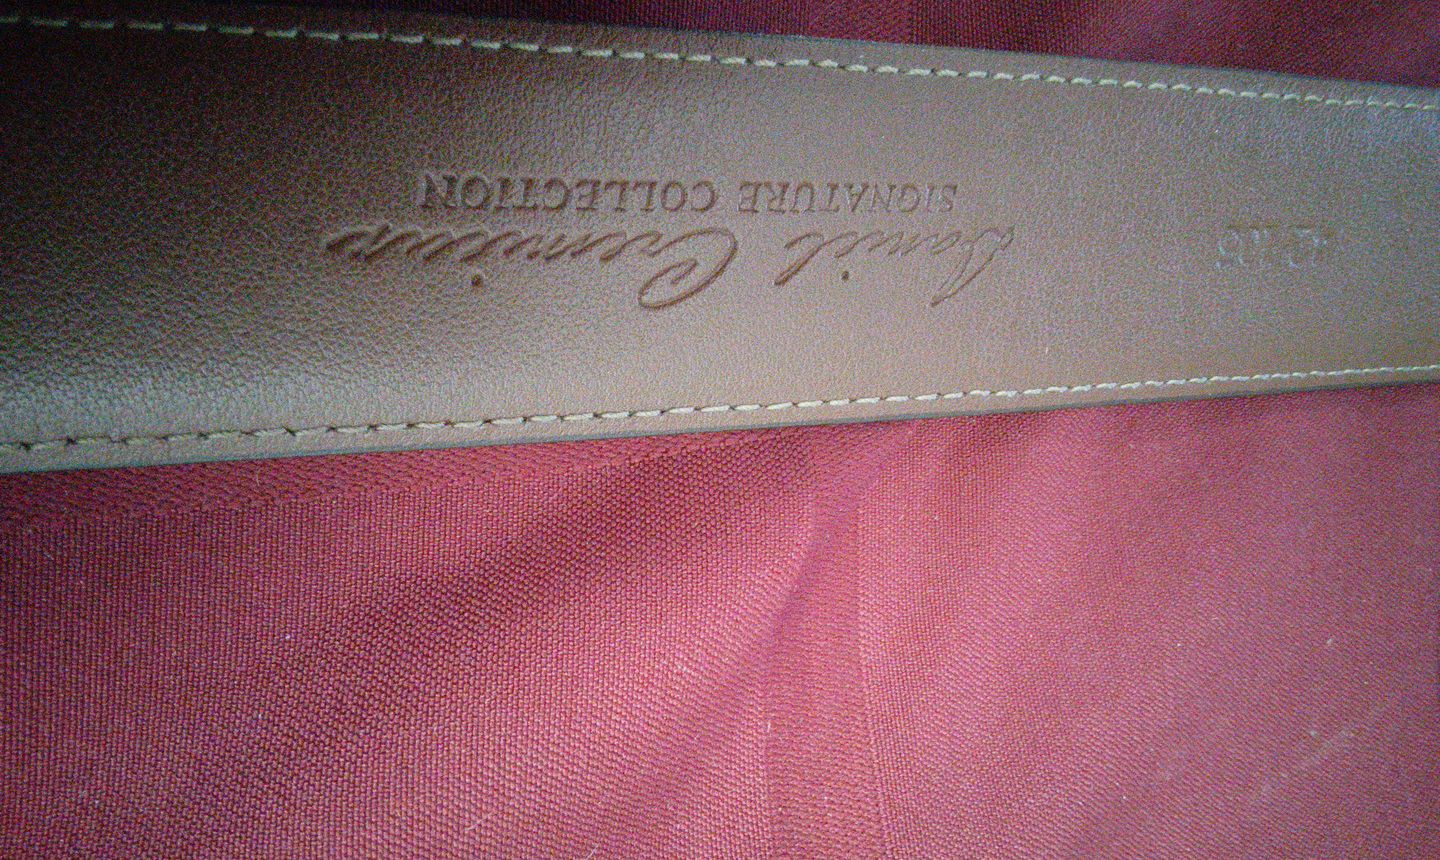 Daniel Cremieux
SIGNATURE COLLECTION